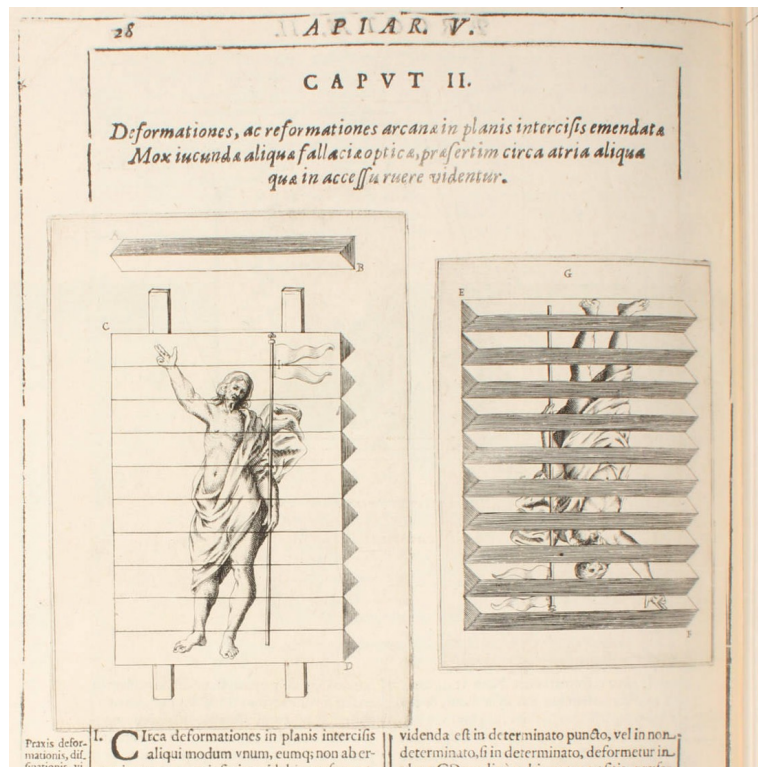 28
APIAR. V.
CAPVT II.
Deformationes, ac reformationes arcanæ in planis intercisis emendatæ
Mox iucundæ aliquæ fallaciæ opticæ, præsertim circa atria aliqua
quæ in accessu ruere videntur.
A
B
C
I
D
G
E
F
Praxis defor-
mationis, dis-
I. CIrca deformationes in planis intercisis
aliqui modum vnum, eumq; non ab er-
videnda est in determinato puncto, vel in non
determinato, si in determinato, deformetur in